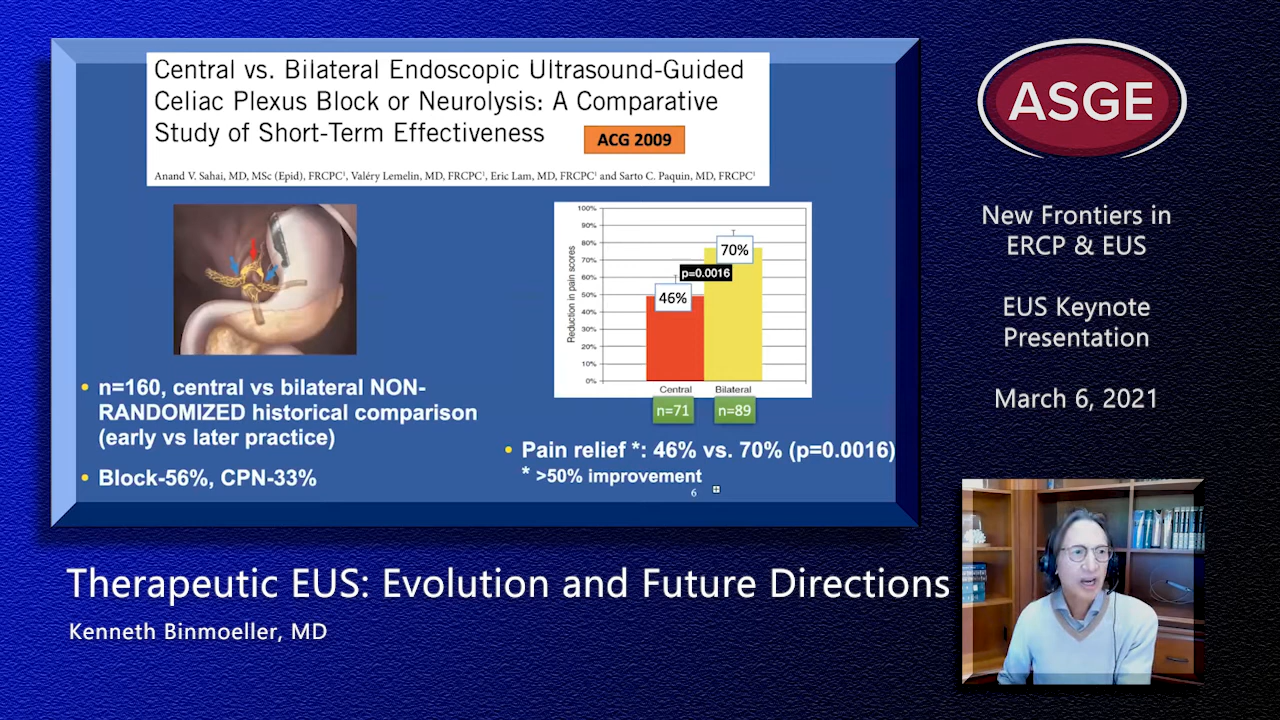 Central vs. Bilateral Endoscopic Ultrasound-Guided
Celiac Plexus Block or Neurolysis: A Comparative
Study of Short-Term Effectiveness
ACG 2009
Anand V. Sahai, MD, MSc (Epid), FRCPC¹, Valéry Lemelin, MD, FRCPC¹, Eric Lam, MD, FRCPC¹ and Sarto C. Paquin, MD, FRCPC¹
Reduction in pain scores
100%
90%
80%
70%
60%
50%
40%
30%
20%
10%
0%
70%
p=0.0016
46%
Central
Bilateral
n=71
n=89
• n=160, central vs bilateral NON-
RANDOMIZED historical comparison
(early vs later practice)
• Block-56%, CPN-33%
• Pain relief *: 46% vs. 70% (p=0.0016)
* >50% improvement
6
Therapeutic EUS: Evolution and Future Directions
Kenneth Binmoeller, MD
ASGE
New Frontiers in
ERCP & EUS
EUS Keynote
Presentation
March 6, 2021